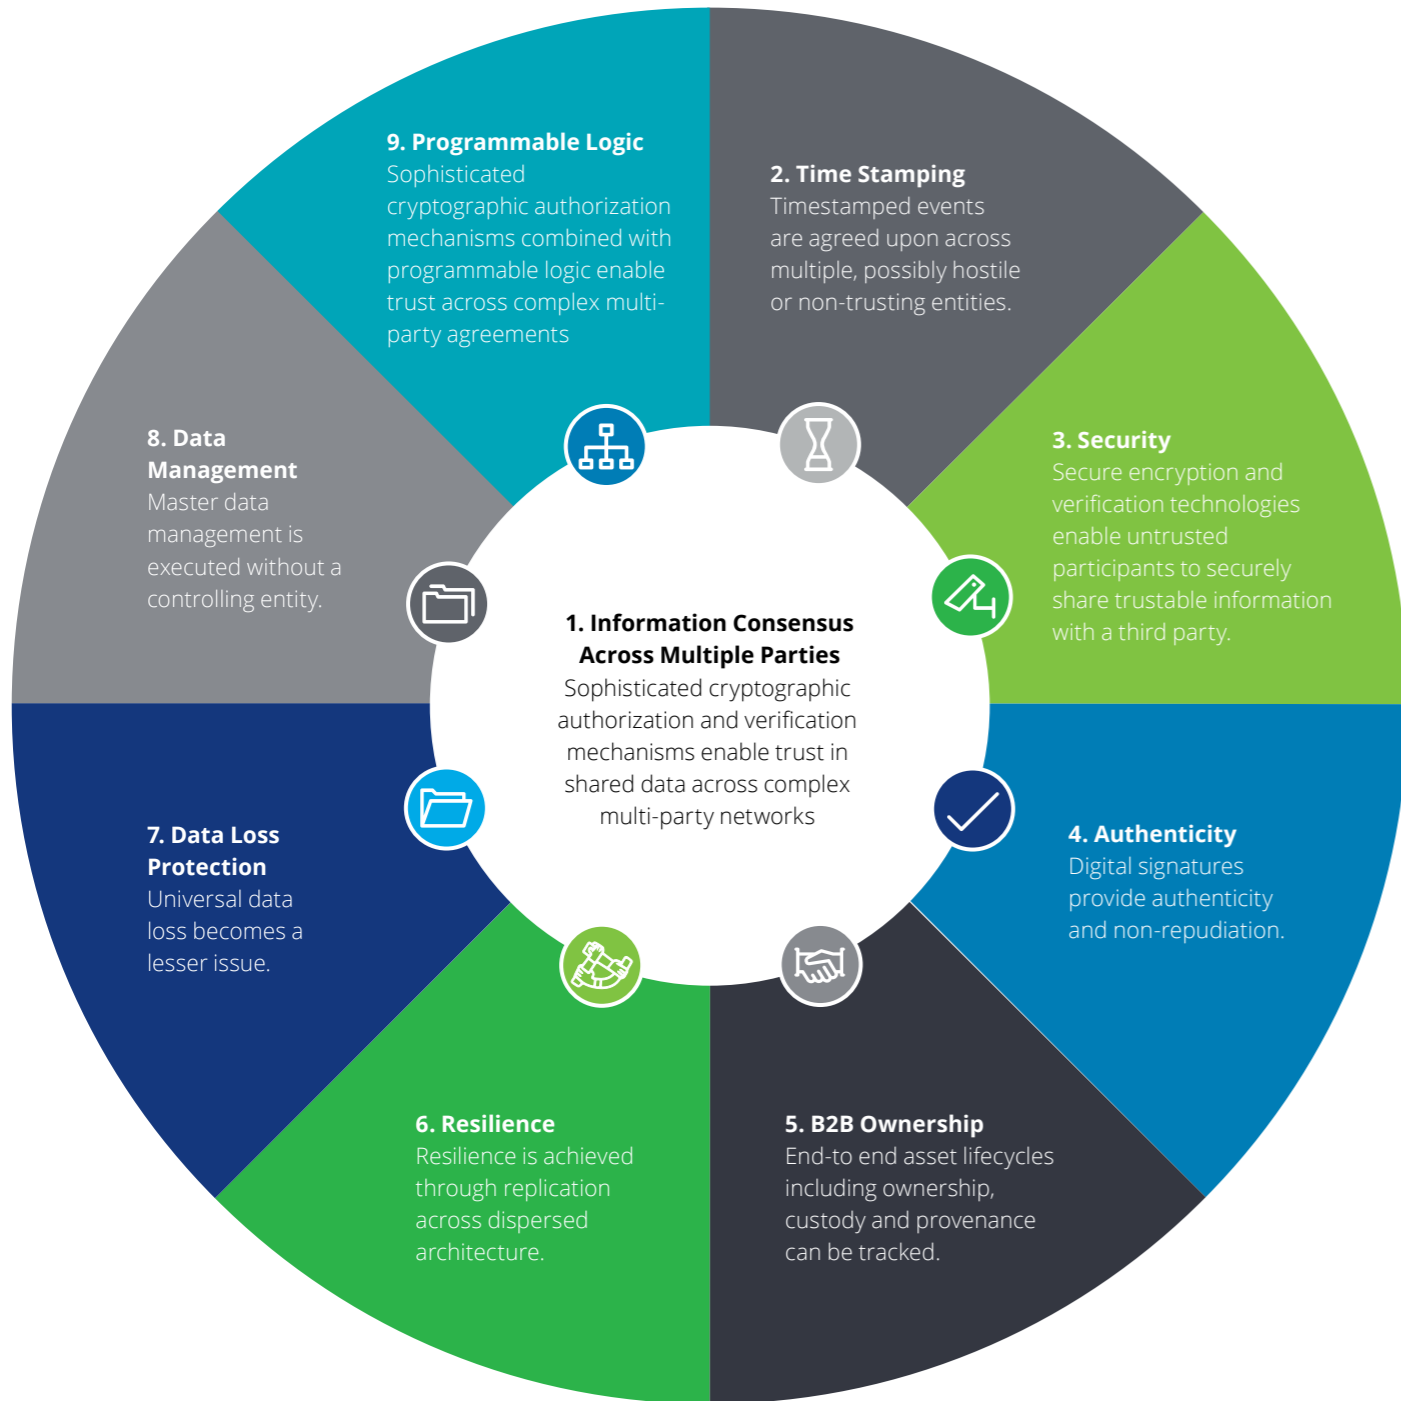 1. Information Consensus
Across Multiple Parties
Sophisticated cryptographic
authorization and verification
mechanisms enable trust in
shared data across complex
multi-party networks
2. Time Stamping
Timestamped events
are agreed upon across
multiple, possibly hostile
or non-trusting entities.
3. Security
Secure encryption and
verification technologies
enable untrusted
participants to securely
share trustable information
with a third party.
4. Authenticity
Digital signatures
provide authenticity
and non-repudiation.
5. B2B Ownership
End-to end asset lifecycles
including ownership,
custody and provenance
can be tracked.
6. Resilience
Resilience is achieved
through replication
across dispersed
architecture.
7. Data Loss
Protection
Universal data
loss becomes a
lesser issue.
8. Data
Management
Master data
management is
executed without a
controlling entity.
9. Programmable Logic
Sophisticated
cryptographic authorization
mechanisms combined with
programmable logic enable
trust across complex multi-
party agreements